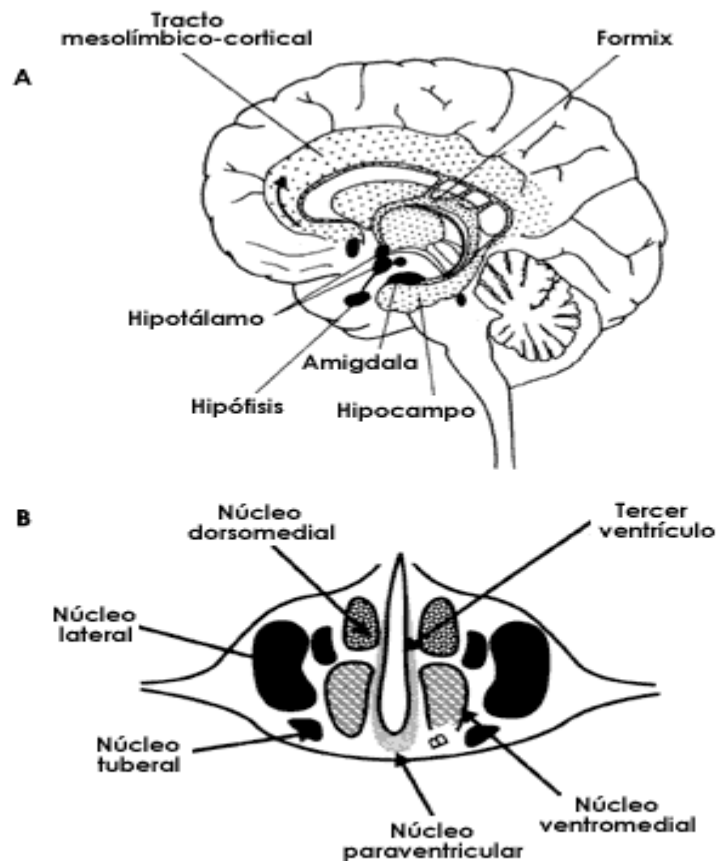 Tracto
mesolímbico-cortical
Formix
A
Hipotálamo
Amigdala
Hipófisis
Hipocampo
B
Núcleo
dorsomedial
Tercer
ventrículo
Núcleo
lateral
B
Núcleo
tuberal
Núcleo
ventromedial
Núcleo
paraventricular